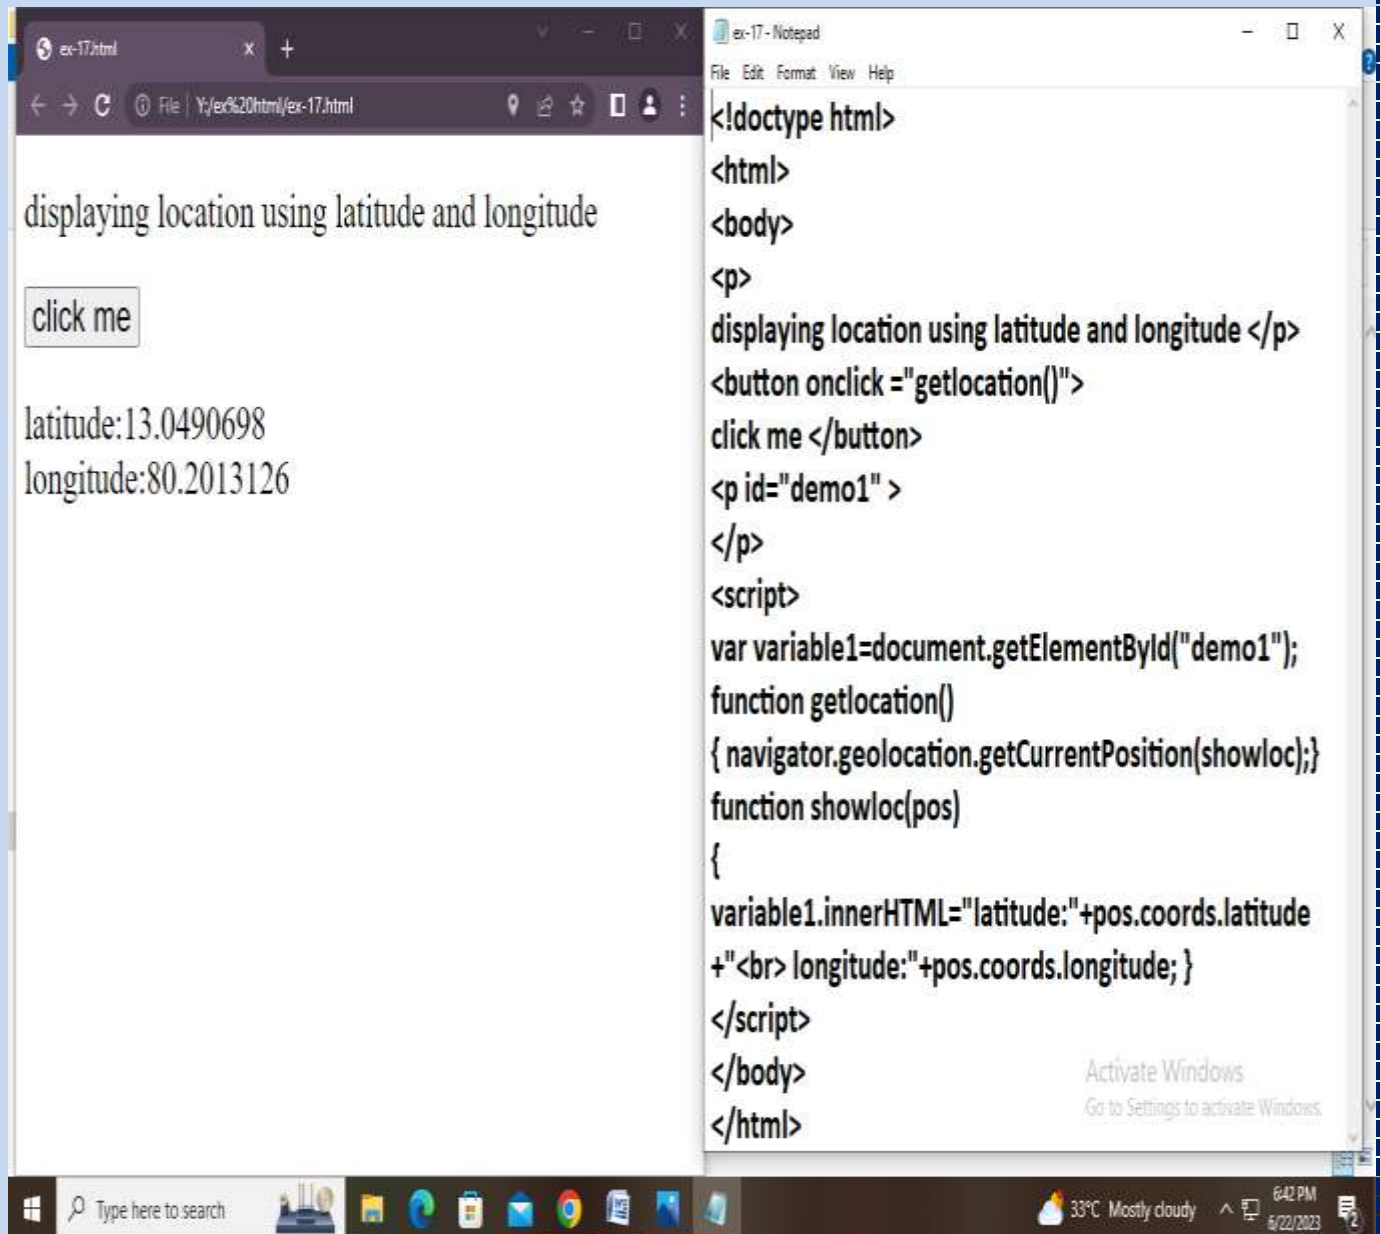 ex-17.html
File Y:/ex%20html/ex-17.html
displaying location using latitude and longitude
click me
latitude:13.0490698
longitude:80.2013126
ex-17 - Notepad
File Edit Format View Help
<!doctype html>
<html>
<body>
<p>
displaying location using latitude and longitude </p>
<button onclick ="getlocation()">
click me </button>
<p id="demo1" >
</p>
<script>
var variable1=document.getElementById("demo1");
function getlocation()
{ navigator.geolocation.getCurrentPosition(showloc);}
function showloc(pos)
{
variable1.innerHTML="latitude:"+pos.coords.latitude
+"<br> longitude:"+pos.coords.longitude; }
</script>
</body>
</html>
Activate Windows
Go to Settings to activate Windows.
Type here to search
33°C Mostly cloudy
6:42 PM
6/22/2023
2